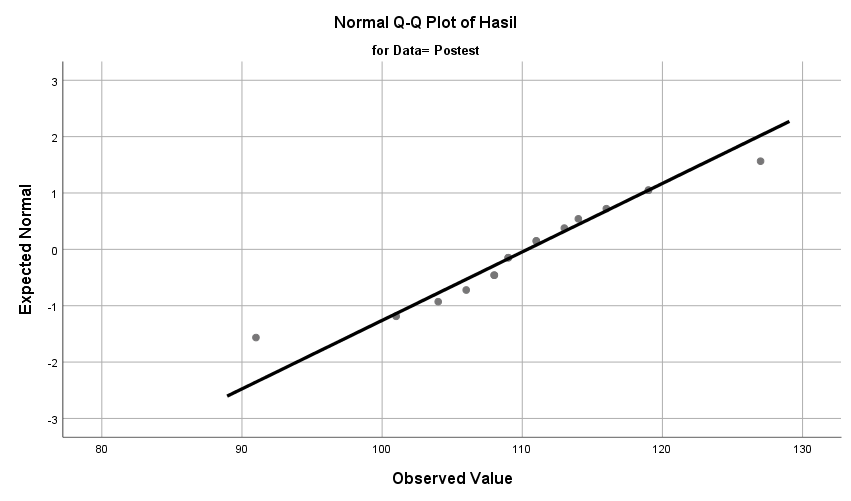 Normal Q-Q Plot of Hasil
for Data= Postest
Expected Normal
3
2
1
0
-1
-2
-3
80 90 100 110 120 130
Observed Value